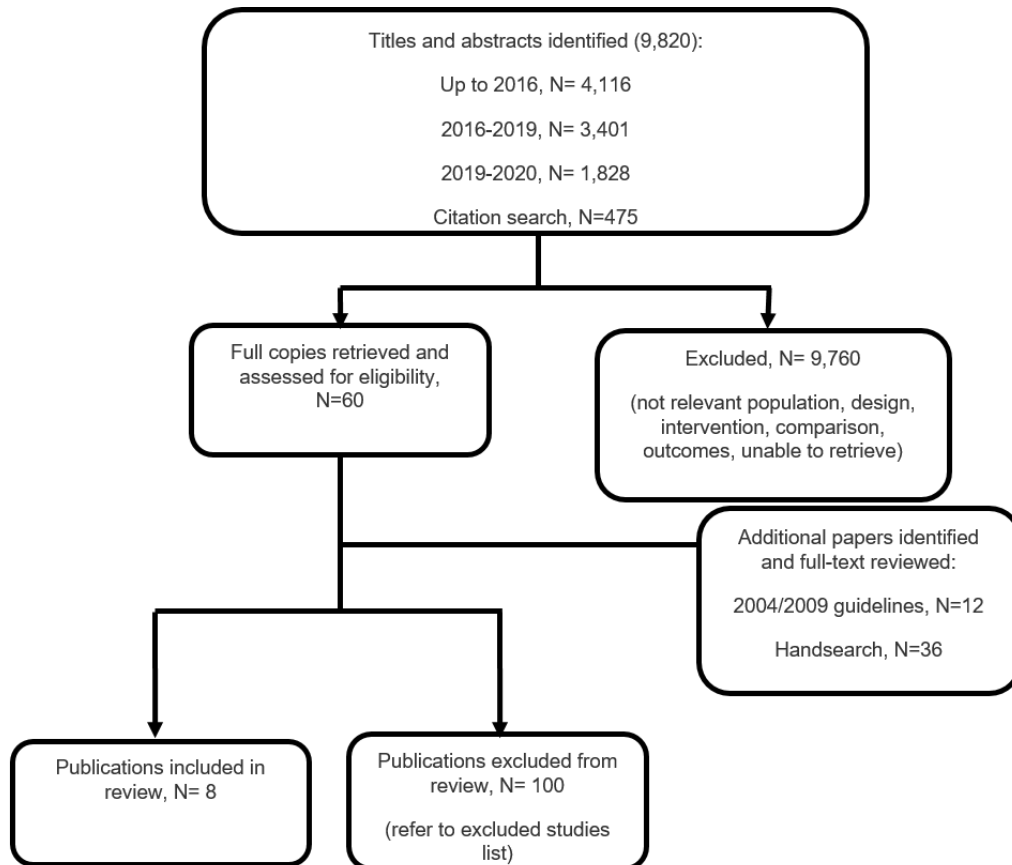 Titles and abstracts identified (9,820):
Up to 2016, N= 4,116
2016-2019, N= 3,401
2019-2020, N= 1,828
Citation search, N=475
Full copies retrieved and
assessed for eligibility,
N=60
Excluded, N= 9,760
(not relevant population, design,
intervention, comparison,
outcomes, unable to retrieve)
Additional papers identified
and full-text reviewed:
2004/2009 guidelines, N=12
Handsearch, N=36
Publications included in
review, N= 8
Publications excluded from
review, N= 100
(refer to excluded studies
list)